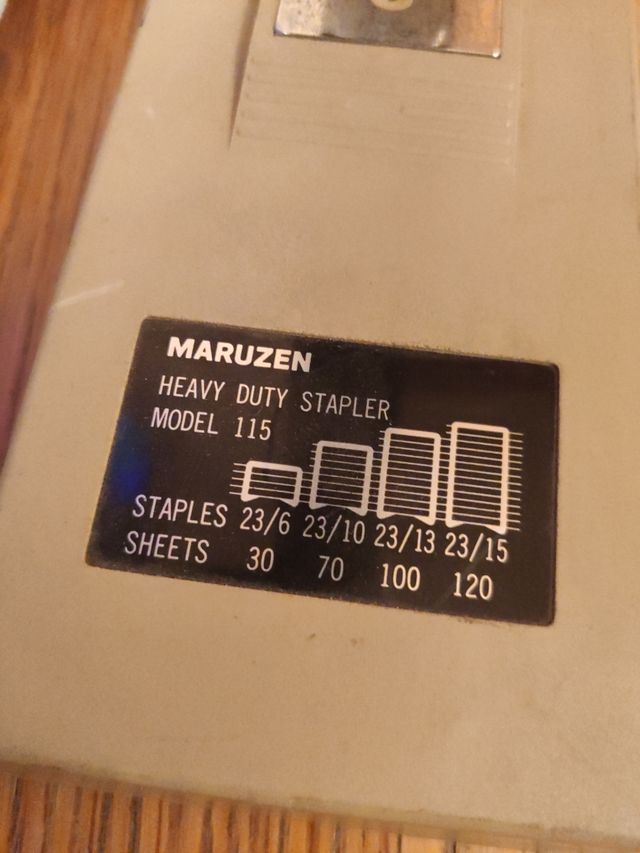 MARUZEN
HEAVY DUTY STAPLER
MODEL 115
STAPLES 23/6 23/10 23/13 23/15
SHEETS 30 70 100 120